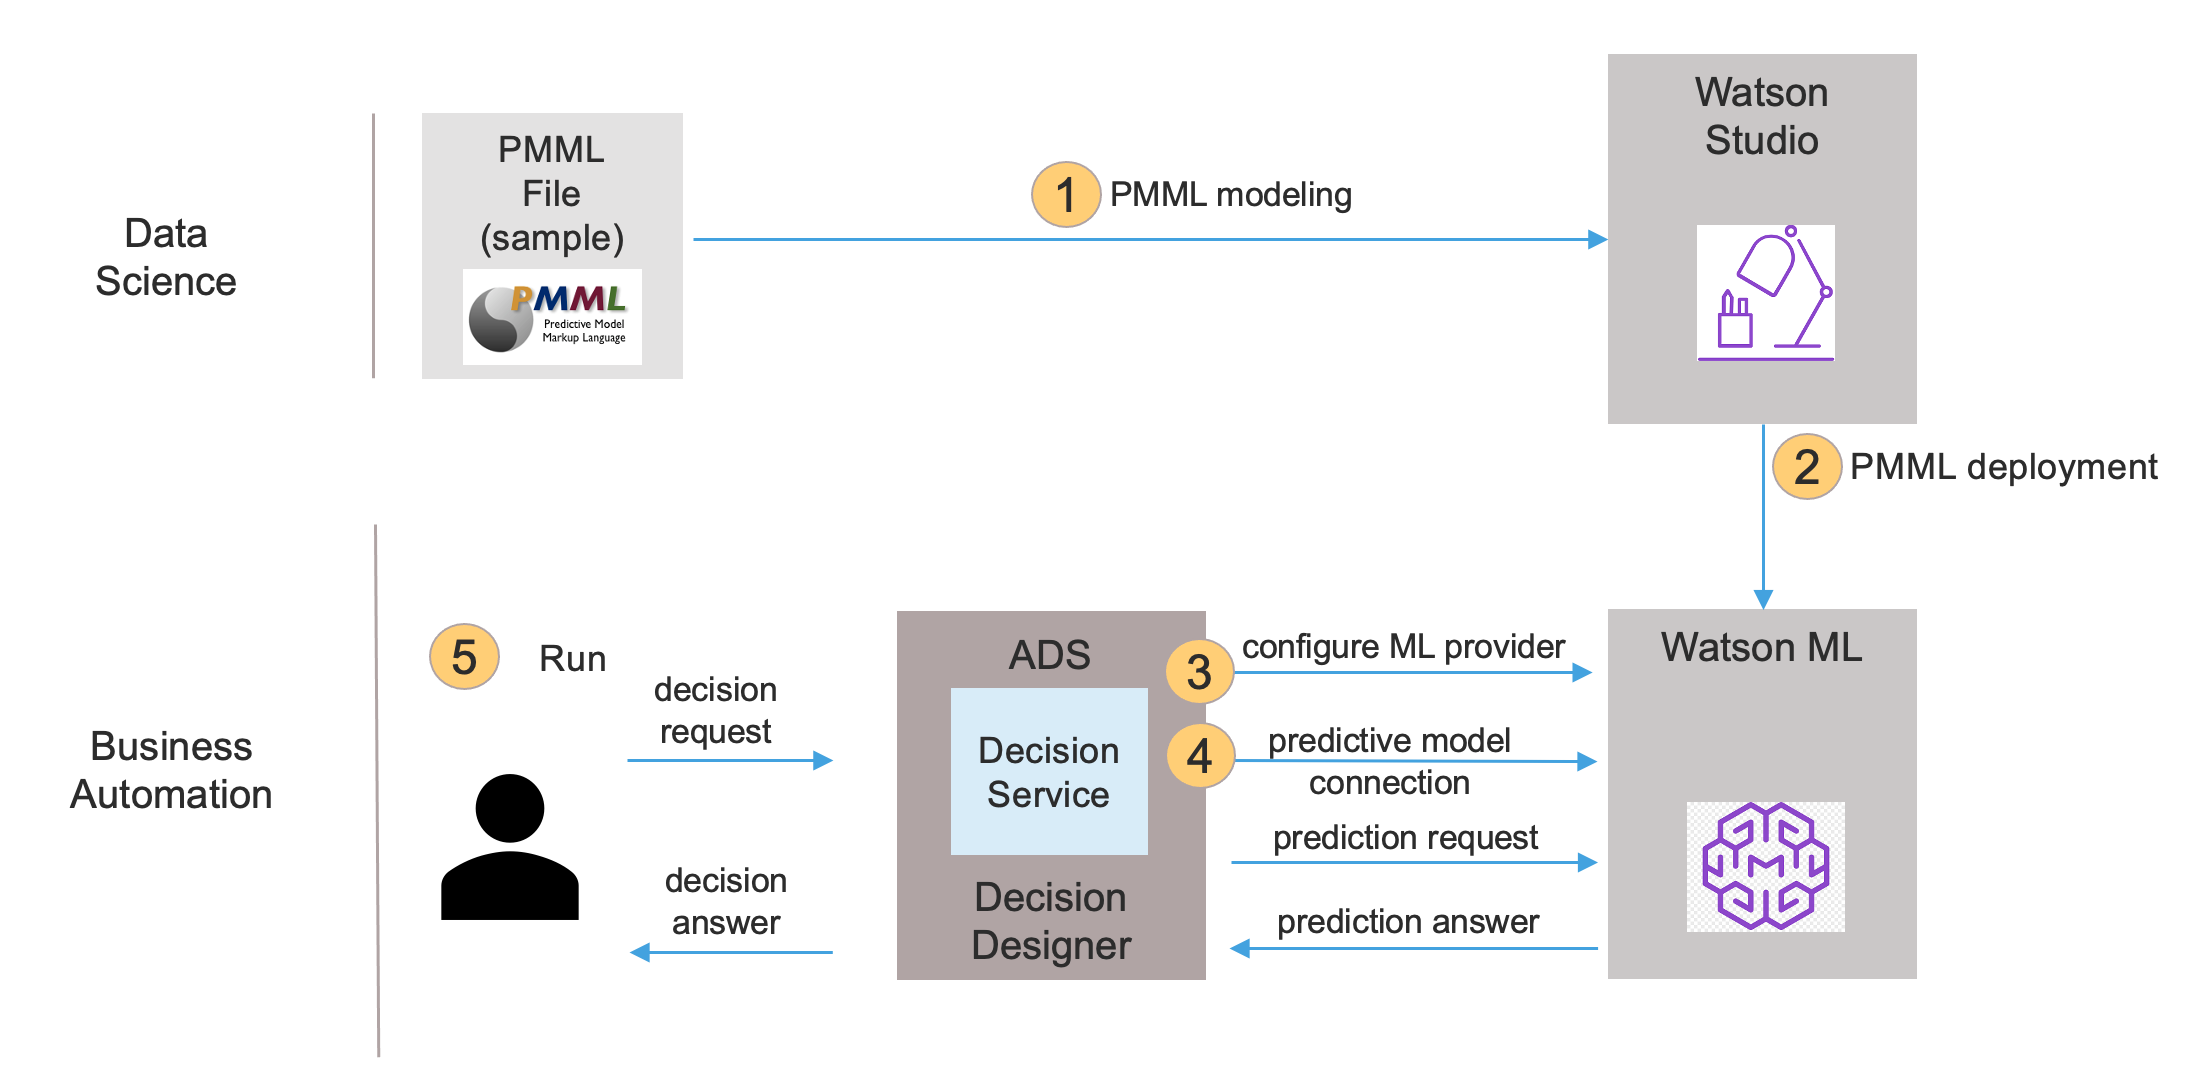 Data
Science
PMML
File
(sample)
PMML
Predictive Model
Markup Language
1 PMML modeling
Watson
Studio
2 PMML deployment
Business
Automation
5 Run
decision
request
decision
answer
ADS
Decision
Service
Decision
Designer
3 configure ML provider
4 predictive model
connection
prediction request
prediction answer
Watson ML
M